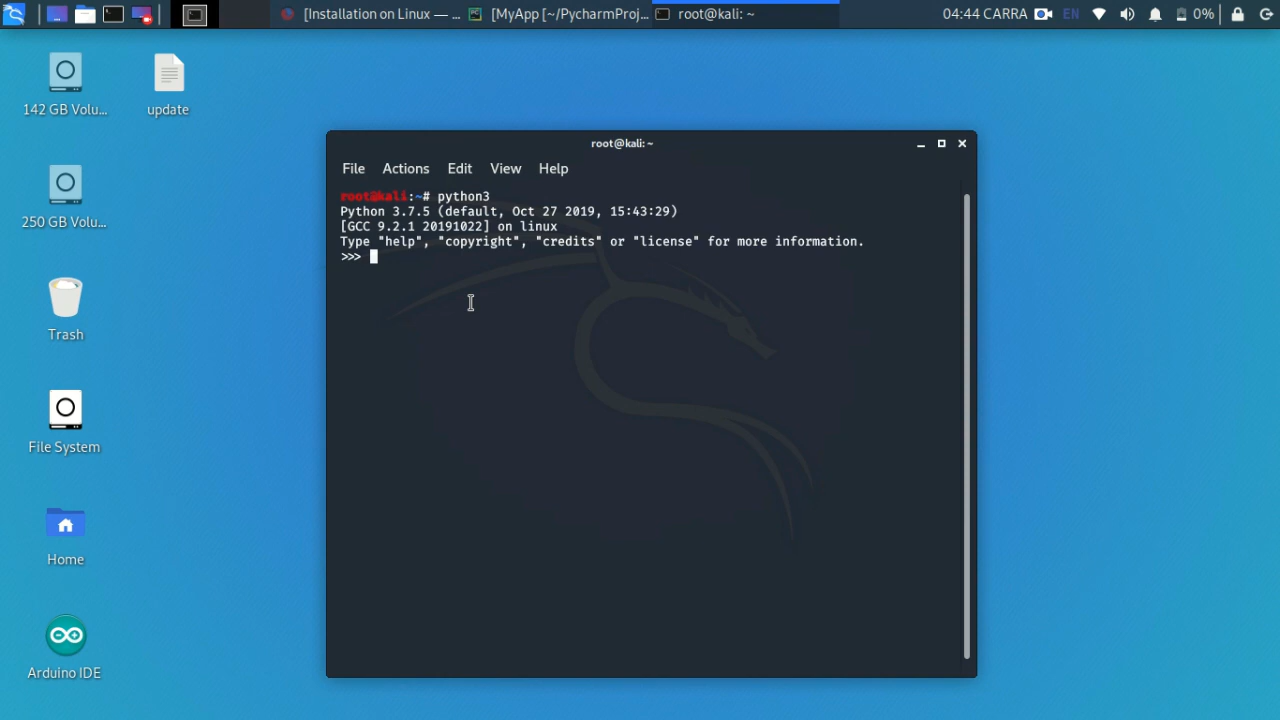 [Installation on Linux — ...
[MyApp [~/PycharmProj...
root@kali: ~
04:44 CARRA
EN
0%
142 GB Volu...
update
250 GB Volu...
Trash
File System
Home
Arduino IDE
root@kali: ~
File Actions Edit View Help
root@kali:~# python3
Python 3.7.5 (default, Oct 27 2019, 15:43:29)
[GCC 9.2.1 20191022] on linux
Type "help", "copyright", "credits" or "license" for more information.
>>>